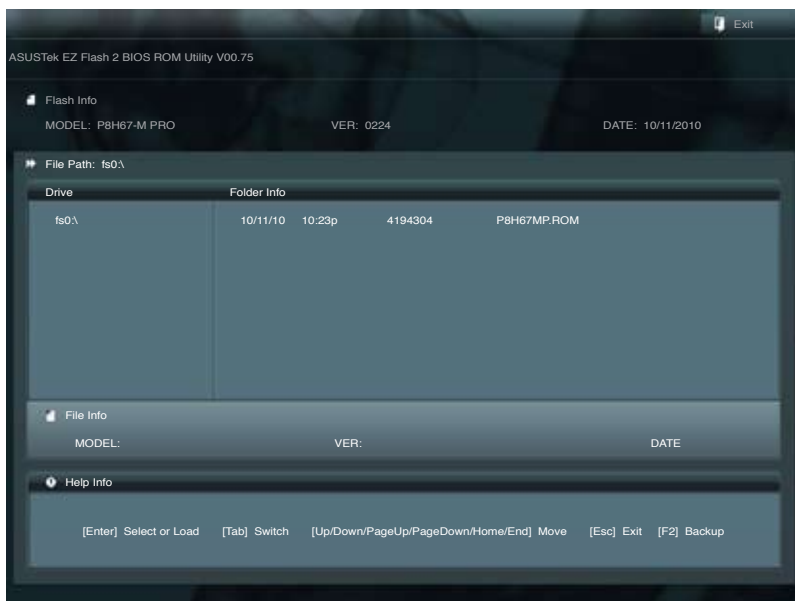 Exit
ASUSTek EZ Flash 2 BIOS ROM Utility V00.75
Flash Info
MODEL: P8H67-M PRO VER: 0224 DATE: 10/11/2010
File Path: fs0:\
Drive Folder Info
fs0:\ 10/11/10 10:23p 4194304 P8H67MP.ROM
File Info
MODEL: VER: DATE
Help Info
[Enter] Select or Load [Tab] Switch [Up/Down/PageUp/PageDown/Home/End] Move [Esc] Exit [F2] Backup